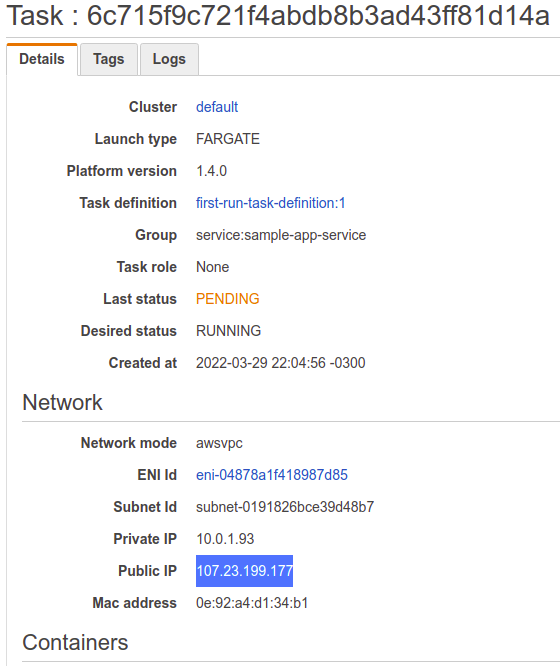 Task : 6c715f9c721f4abdb8b3ad43ff81d14a
Details Tags Logs
Cluster default
Launch type FARGATE
Platform version 1.4.0
Task definition first-run-task-definition:1
Group service:sample-app-service
Task role None
Last status PENDING
Desired status RUNNING
Created at 2022-03-29 22:04:56 -0300
Network
Network mode awsvpc
ENI Id eni-04878a1f418987d85
Subnet Id subnet-0191826bce39d48b7
Private IP 10.0.1.93
Public IP 107.23.199.177
Mac address 0e:92:a4:d1:34:b1
Containers